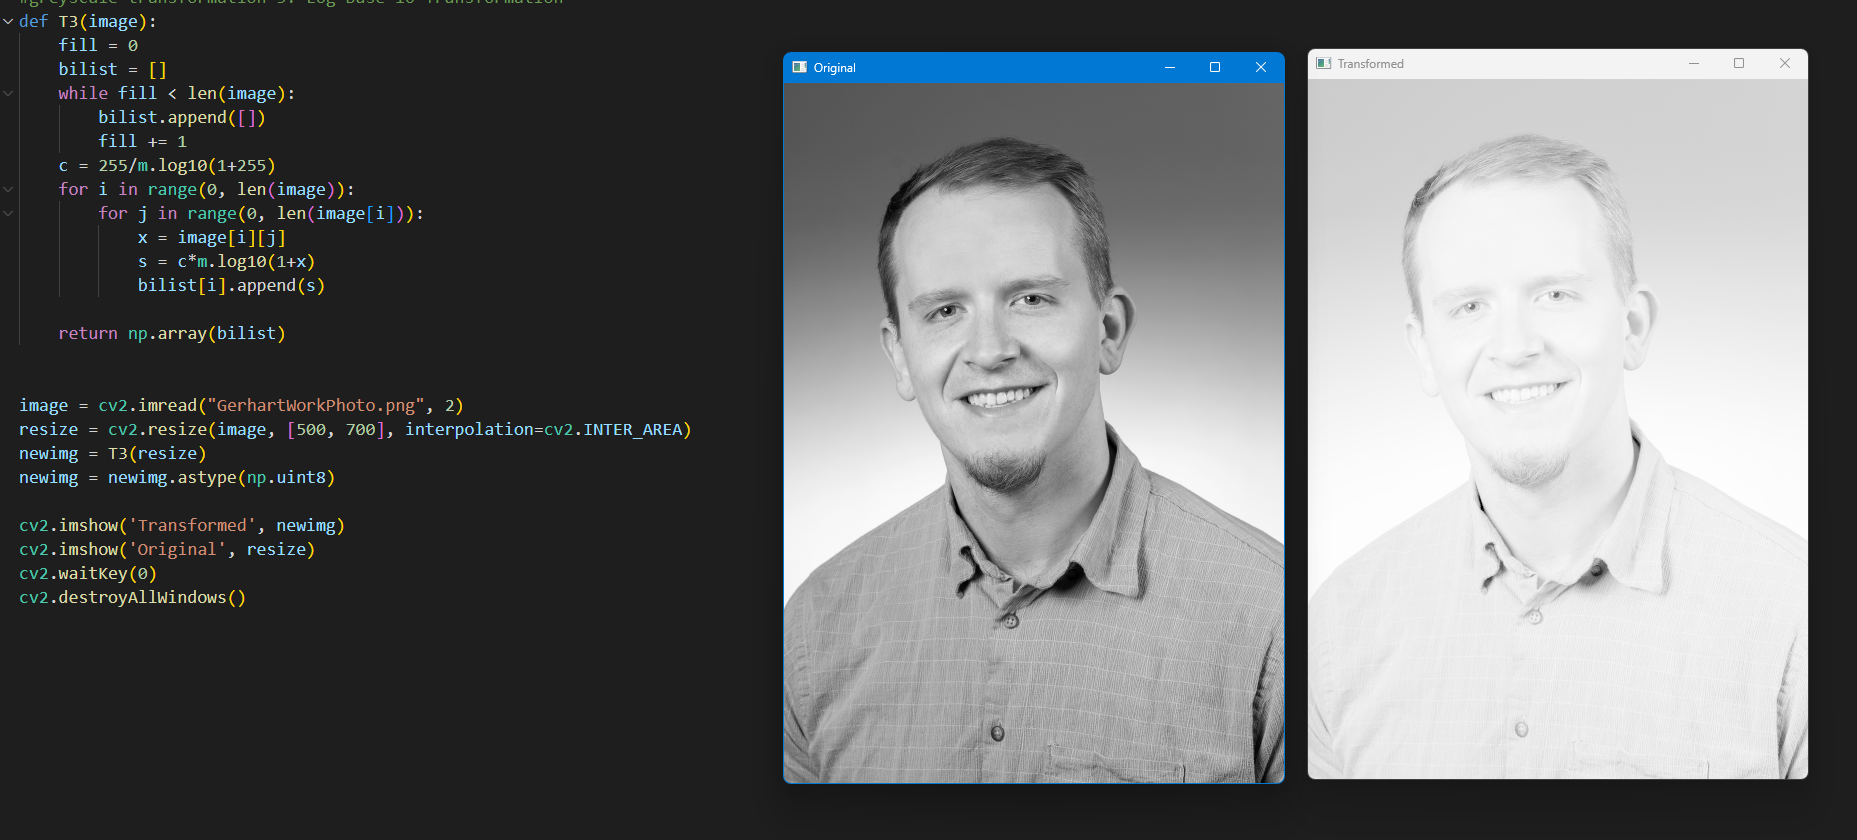 #greyscale transformation 3: Log base 10 Transformation
def T3(image):
    fill = 0
    bilist = []
    while fill < len(image):
        bilist.append([])
        fill += 1
    c = 255/m.log10(1+255)
    for i in range(0, len(image)):
        for j in range(0, len(image[i])):
            x = image[i][j]
            s = c*m.log10(1+x)
            bilist[i].append(s)
    return np.array(bilist)
image = cv2.imread("GerhartWorkPhoto.png", 2)
resize = cv2.resize(image, [500, 700], interpolation=cv2.INTER_AREA)
newimg = T3(resize)
newimg = newimg.astype(np.uint8)
cv2.imshow('Transformed', newimg)
cv2.imshow('Original', resize)
cv2.waitKey(0)
cv2.destroyAllWindows()
Original
Transformed